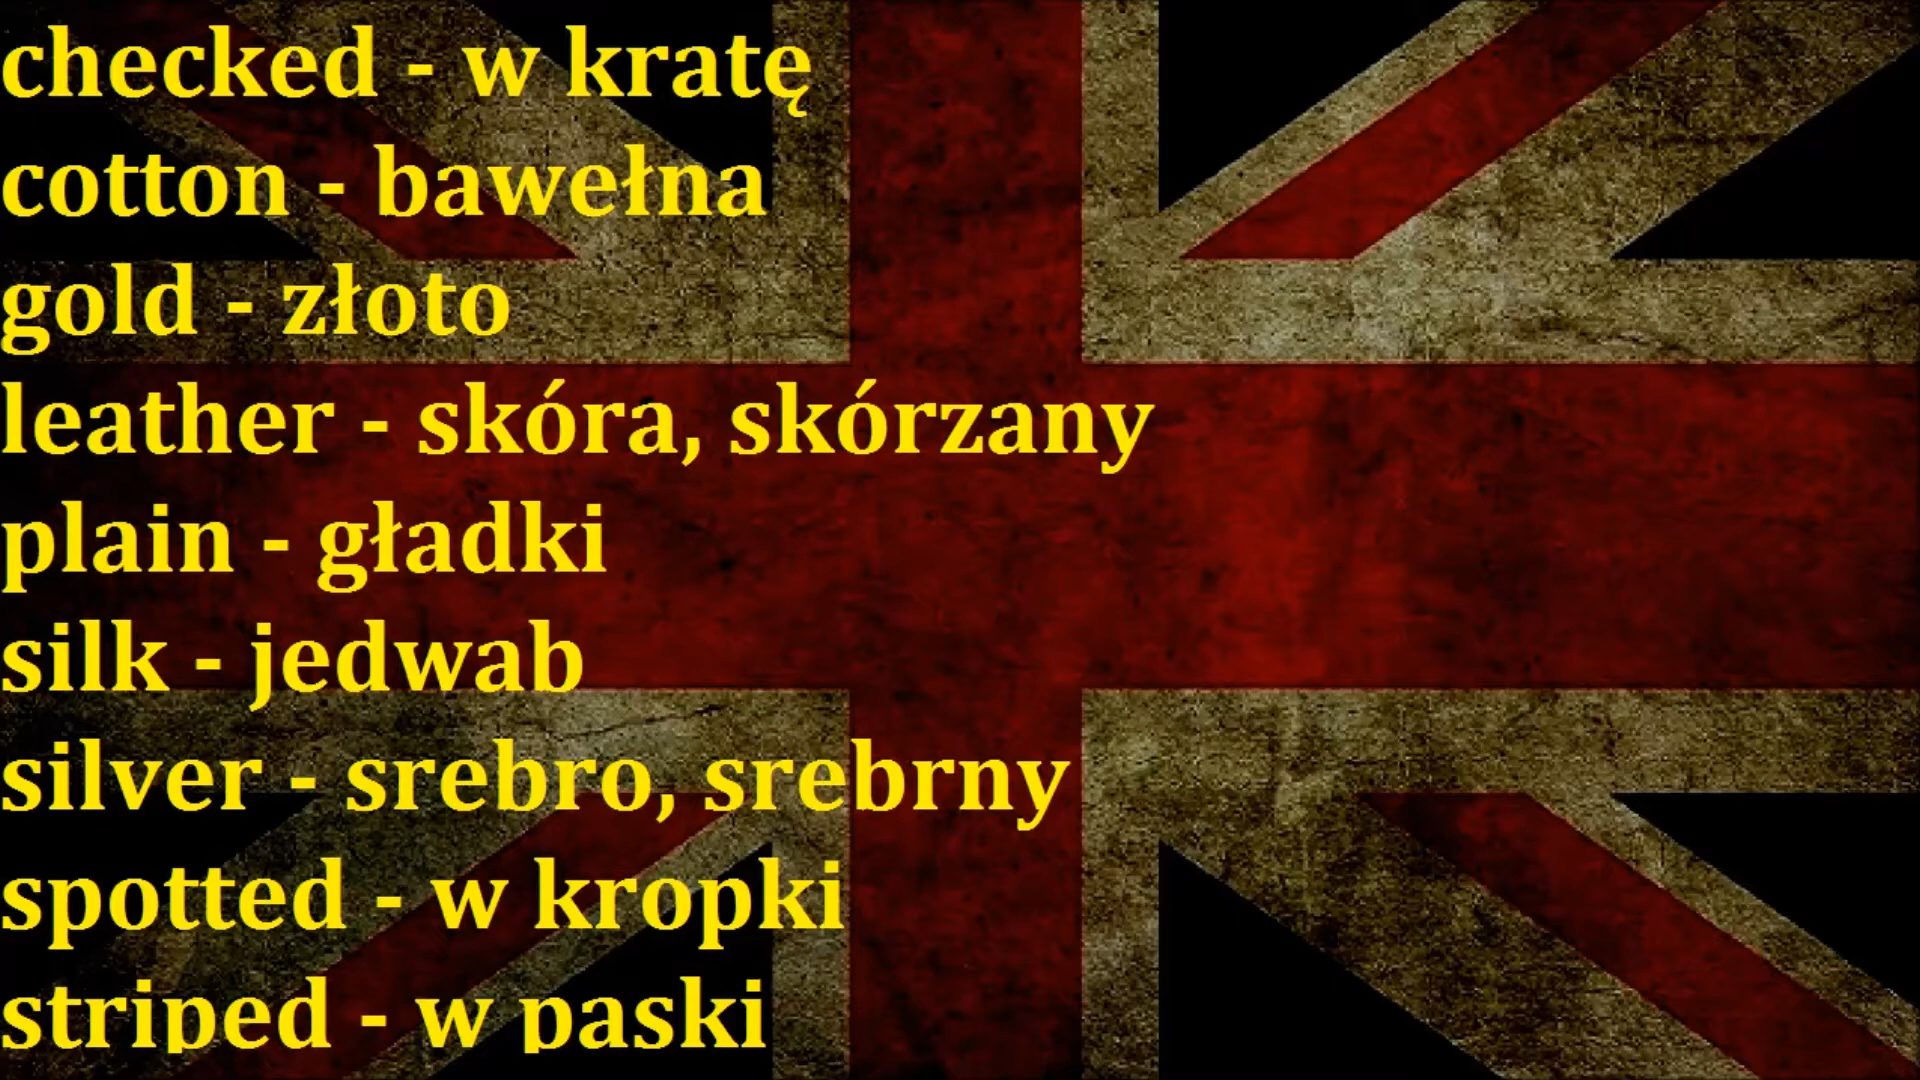 checked - w kratę
cotton - bawełna
gold - złoto
leather - skóra, skórzany
plain - gładki
silk - jedwab
silver - srebro, srebrny
spotted - w kropki
striped - w paski